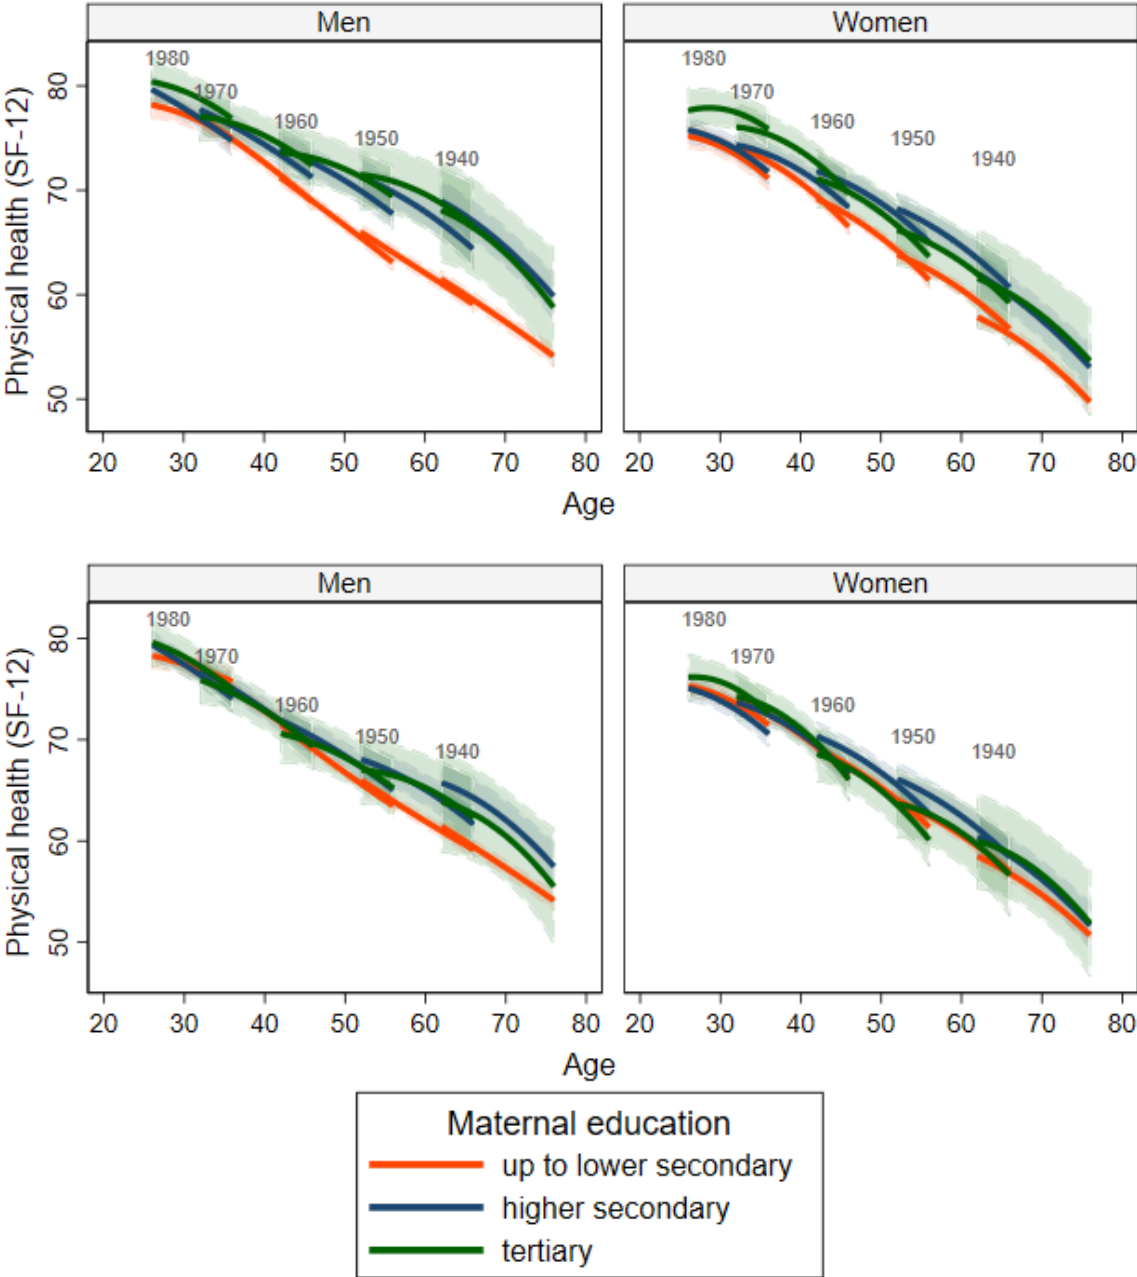 Men
Women
Physical health (SF-12)
80
70
60
50
1980
1970
1960
1950
1940
1980
1970
1960
1950
1940
20 30 40 50 60 70 80
20 30 40 50 60 70 80
Age
Men
Women
Physical health (SF-12)
80
70
60
50
1980
1970
1960
1950
1940
1980
1970
1960
1950
1940
20 30 40 50 60 70 80
20 30 40 50 60 70 80
Age
Maternal education
up to lower secondary
higher secondary
tertiary